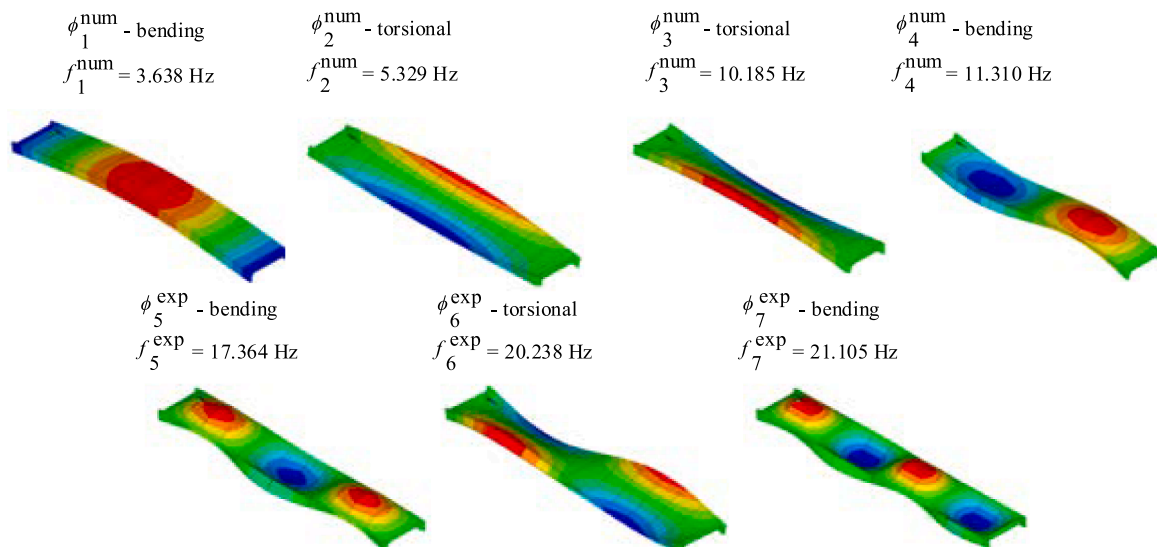 ϕ₁ⁿᵘᵐ - bending
f₁ⁿᵘᵐ = 3.638 Hz
ϕ₂ⁿᵘᵐ - torsional
f₂ⁿᵘᵐ = 5.329 Hz
ϕ₃ⁿᵘᵐ - torsional
f₃ⁿᵘᵐ = 10.185 Hz
ϕ₄ⁿᵘᵐ - bending
f₄ⁿᵘᵐ = 11.310 Hz
ϕ₅ᵉˣᵖ - bending
f₅ᵉˣᵖ = 17.364 Hz
ϕ₆ᵉˣᵖ - torsional
f₆ᵉˣᵖ = 20.238 Hz
ϕ₇ᵉˣᵖ - bending
f₇ᵉˣᵖ = 21.105 Hz